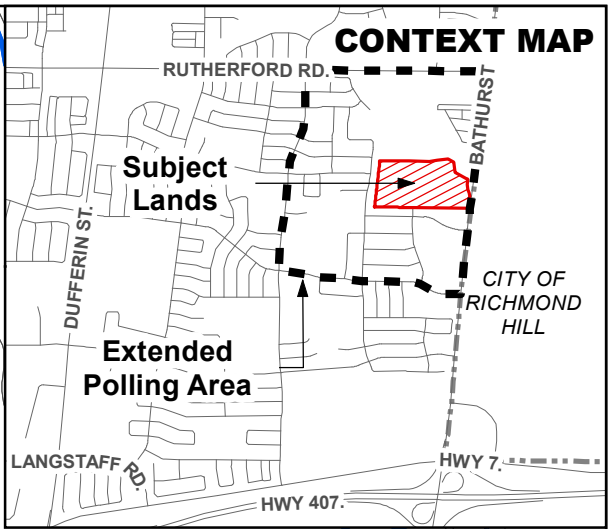 CONTEXT MAP
RUTHERFORD RD.
BATHURST
Subject
Lands
DUFFERIN ST.
CITY OF
RICHMOND
HILL
Extended
Polling Area
LANGSTAFF RD.
HWY 7.
HWY 407.